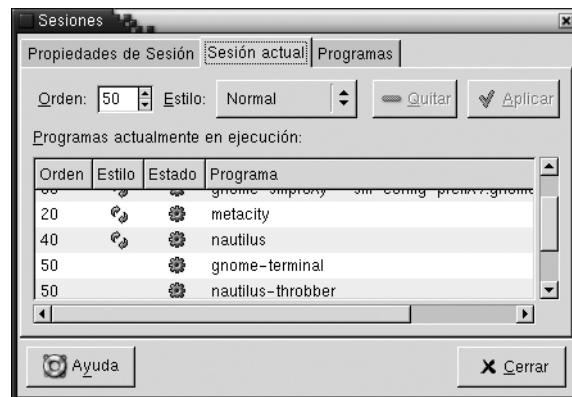 Sesiones
Propiedades de Sesión Sesión actual Programas
Orden: 50 Estilo: Normal Quitar Aplicar
Programas actualmente en ejecución:
Orden Estilo Estado Programa
20 metacity
40 nautilus
50 gnome-terminal
50 nautilus-throbber
Ayuda Cerrar